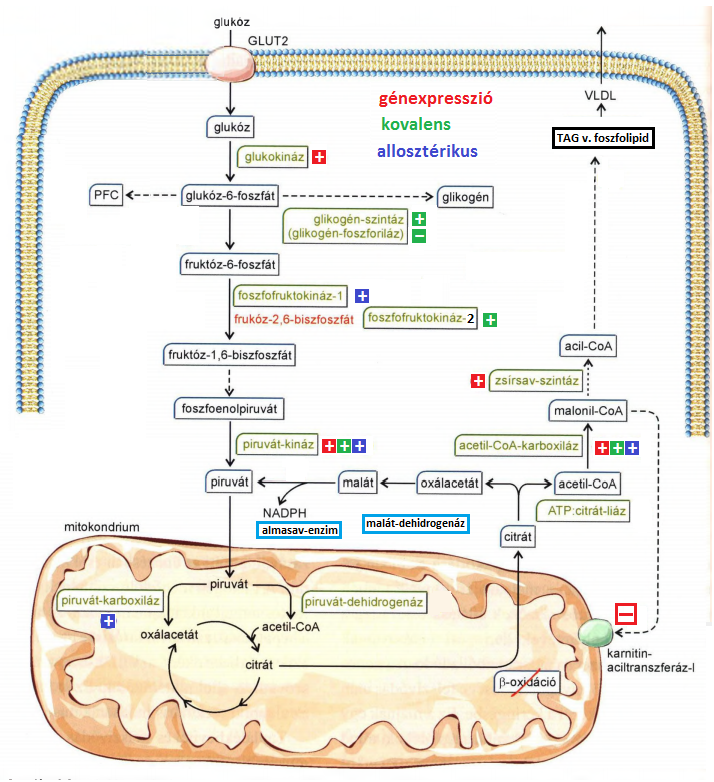 glukóz
GLUT2
génexpresszió
kovalens
allosztérikus
VLDL
TAG v. foszfolipid
glukóz
glukokináz +
PFC
glukóz-6-foszfát
glikogén
glikogén-szintáz +
(glikogén-foszforiláz) −
fruktóz-6-foszfát
foszfofruktokináz-1 +
frukóz-2,6-biszfoszfát
foszfofruktokináz-2 +
fruktóz-1,6-biszfoszfát
acil-CoA
+ zsírsav-szintáz
foszfoenolpiruvát
malonil-CoA
piruvát-kináz + + +
acetil-CoA-karboxiláz + + +
piruvát
malát
oxálacetát
acetil-CoA
NADPH
ATP:citrát-liáz
almasav-enzim
malát-dehidrogenáz
citrát
mitokondrium
piruvát
piruvát-karboxiláz
+
piruvát-dehidrogenáz
oxálacetát
acetil-CoA
citrát
−
karnitin-
aciltranszferáz-I
β-oxidáció